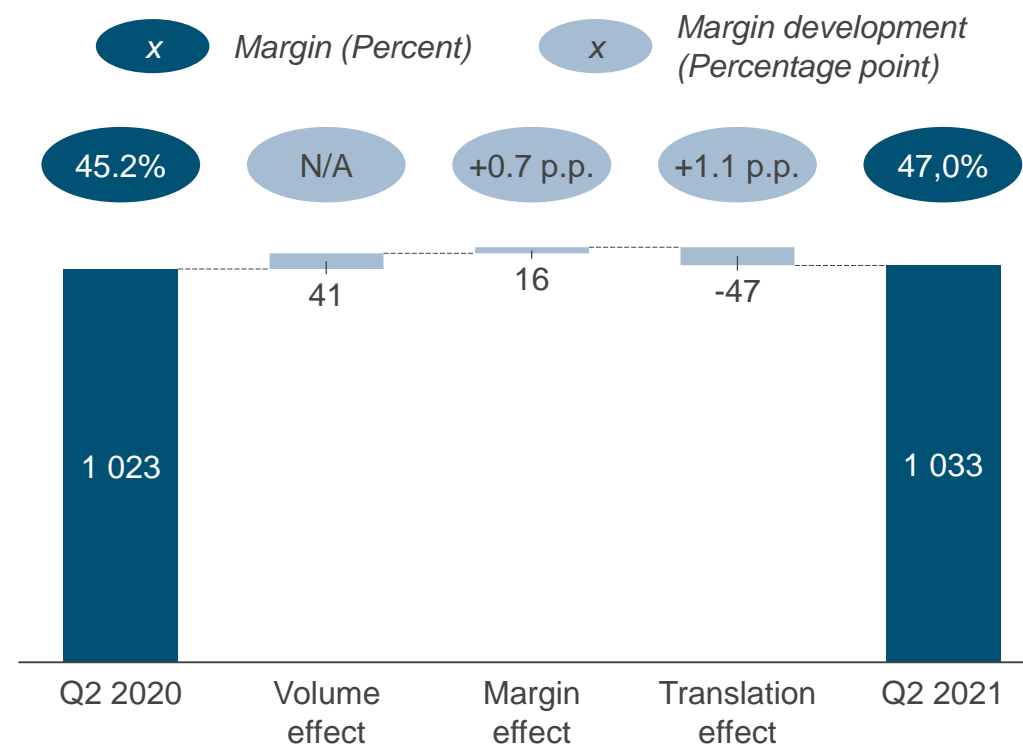 x Margin (Percent)
x Margin development
(Percentage point)
45.2% N/A +0.7 p.p. +1.1 p.p. 47,0%
41 16 -47
1 023 1 033
Q2 2020 Volume Margin Translation Q2 2021
effect effect effect